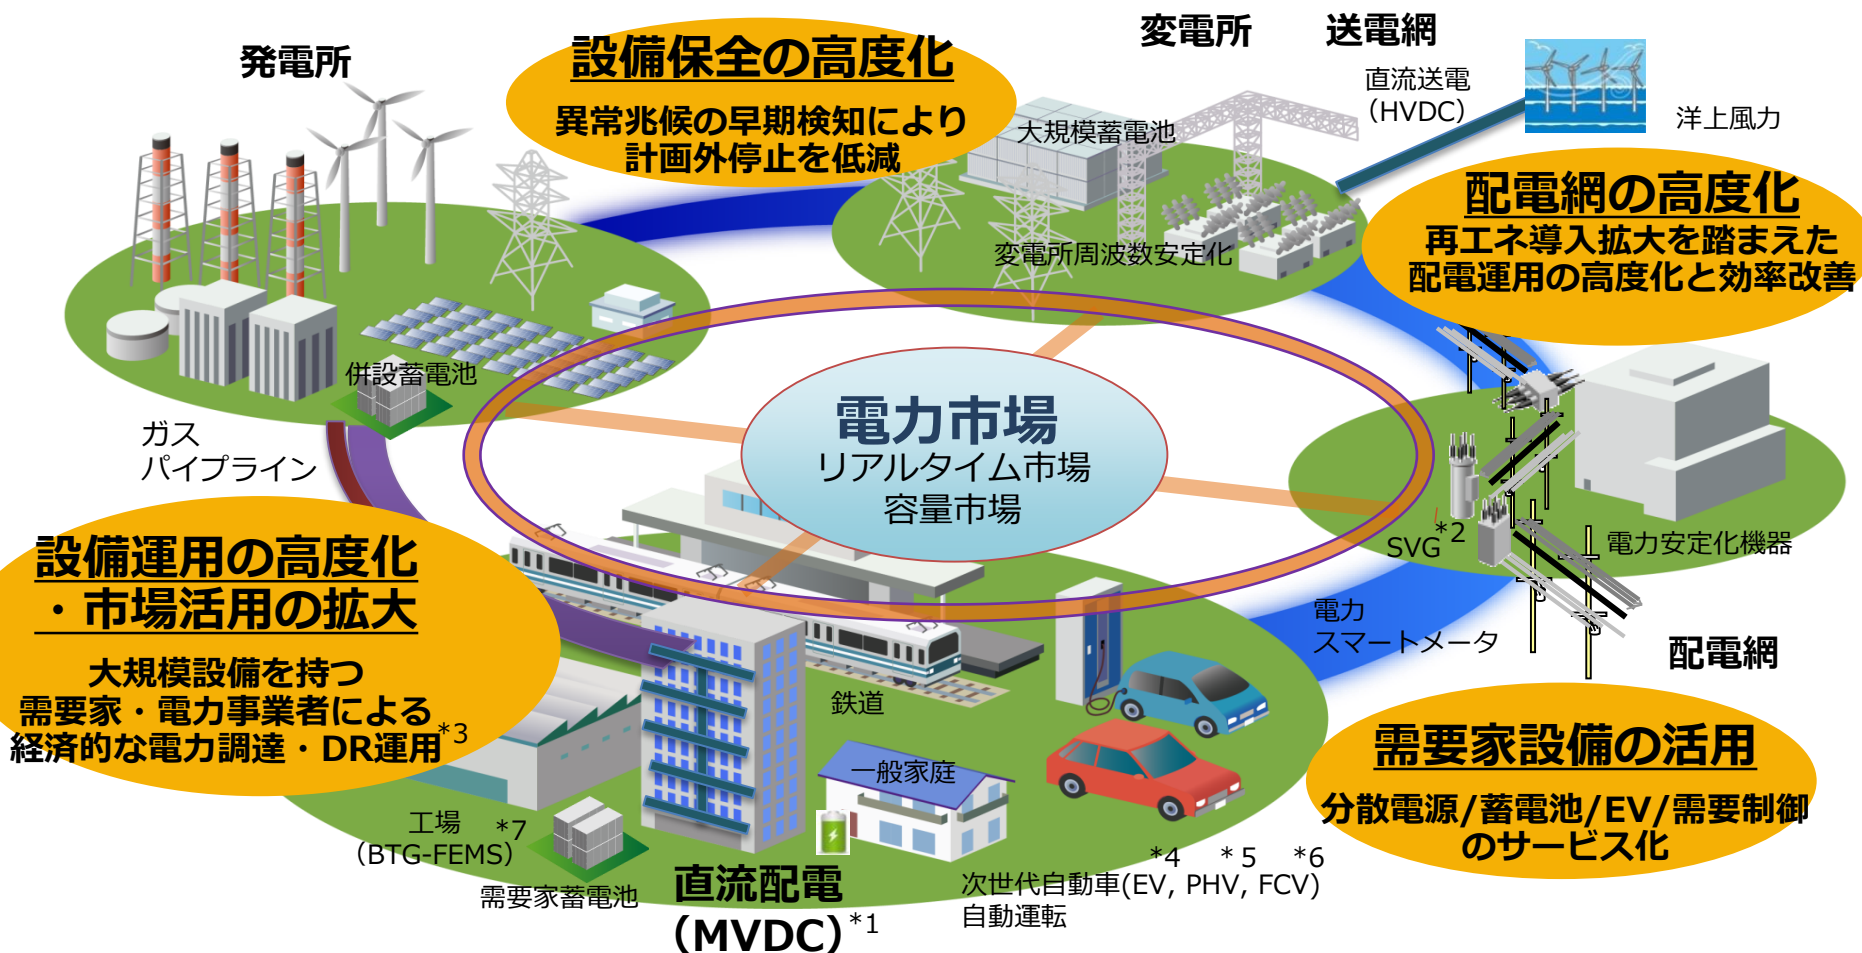 発電所
設備保全の高度化
異常兆候の早期検知により
計画外停止を低減
変電所
送電網
直流送電
（HVDC）
洋上風力
大規模蓄電池
変電所周波数安定化
配電網の高度化
再エネ導入拡大を踏まえた
配電運用の高度化と効率改善
併設蓄電池
ガス
パイプライン
電力市場
リアルタイム市場
容量市場
SVG*2
電力安定化機器
設備運用の高度化
・市場活用の拡大
大規模設備を持つ
需要家・電力事業者による
経済的な電力調達・DR運用*3
電力
スマートメータ
配電網
鉄道
一般家庭
需要家設備の活用
分散電源/蓄電池/EV/需要制御
のサービス化
工場 *7
（BTG-FEMS）
需要家蓄電池
直流配電
（MVDC）*1
*4 *5 *6
次世代自動車(EV, PHV, FCV)
自動運転